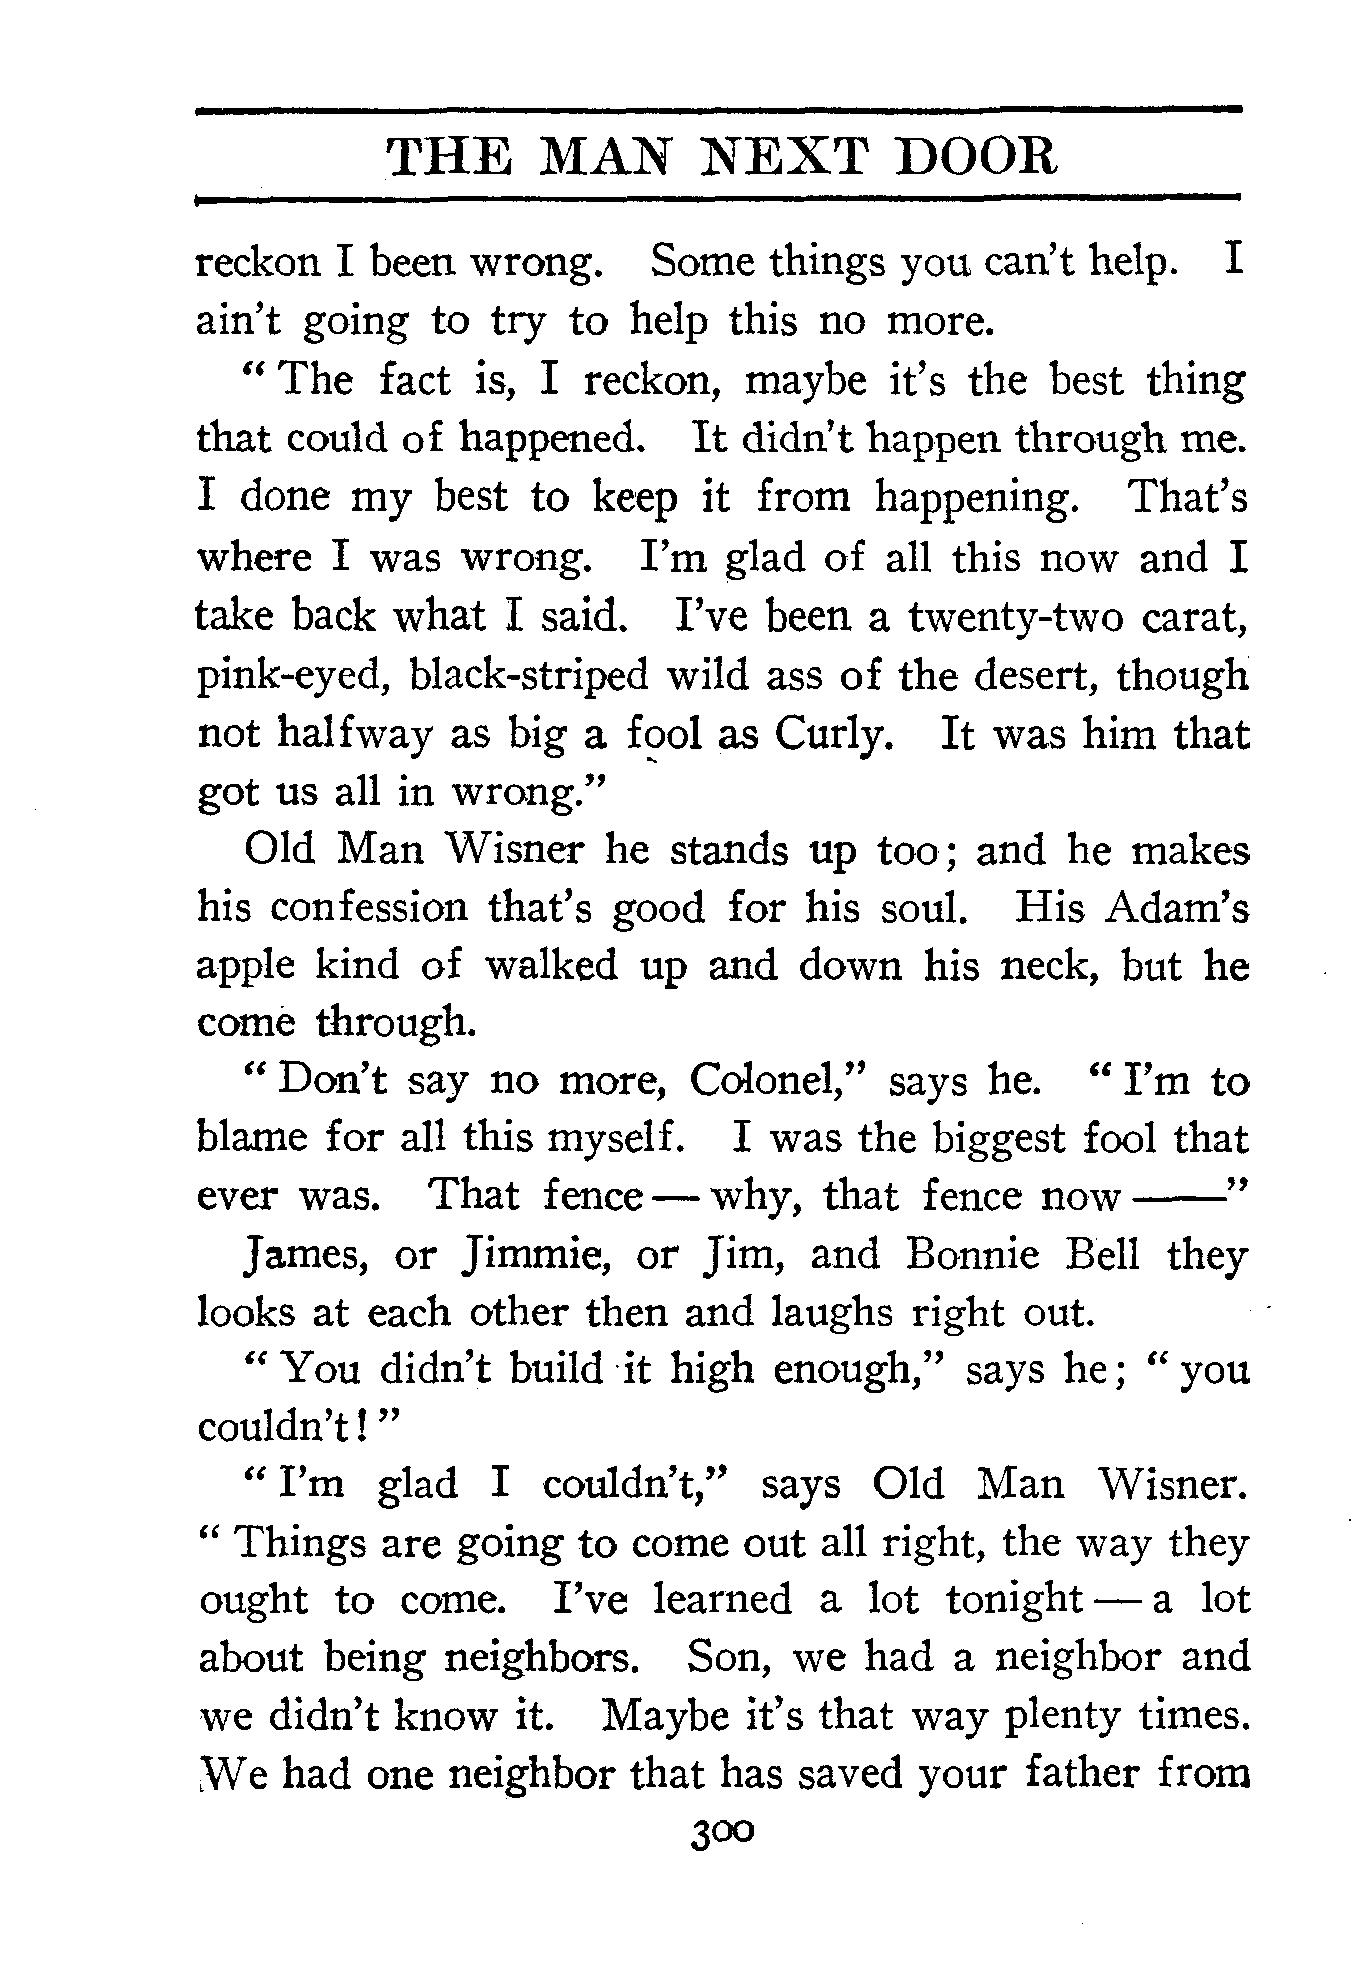 THE MAN NEXT DOOR
reckon I been wrong. Some things you can't help. I
ain't going to try to help this no more.
"The fact is, I reckon, maybe it's the best thing
that could of happened. It didn't happen through me.
I done my best to keep it from happening. That's
where I was wrong. I'm glad of all this now and I
take back what I said. I've been a twenty-two carat,
pink-eyed, black-striped wild ass of the desert, though
not halfway as big a fool as Curly. It was him that
got us all in wrong."
Old Man Wisner he stands up too; and he makes
his confession that's good for his soul. His Adam's
apple kind of walked up and down his neck, but he
come through.
"Don't say no more, Colonel," says he. "I'm to
blame for all this myself. I was the biggest fool that
ever was. That fence — why, that fence now ——"
James, or Jimmie, or Jim, and Bonnie Bell they
looks at each other then and laughs right out.
"You didn't build it high enough," says he; "you
couldn't!"
"I'm glad I couldn't," says Old Man Wisner.
"Things are going to come out all right, the way they
ought to come. I've learned a lot tonight — a lot
about being neighbors. Son, we had a neighbor and
we didn't know it. Maybe it's that way plenty times.
We had one neighbor that has saved your father from
300